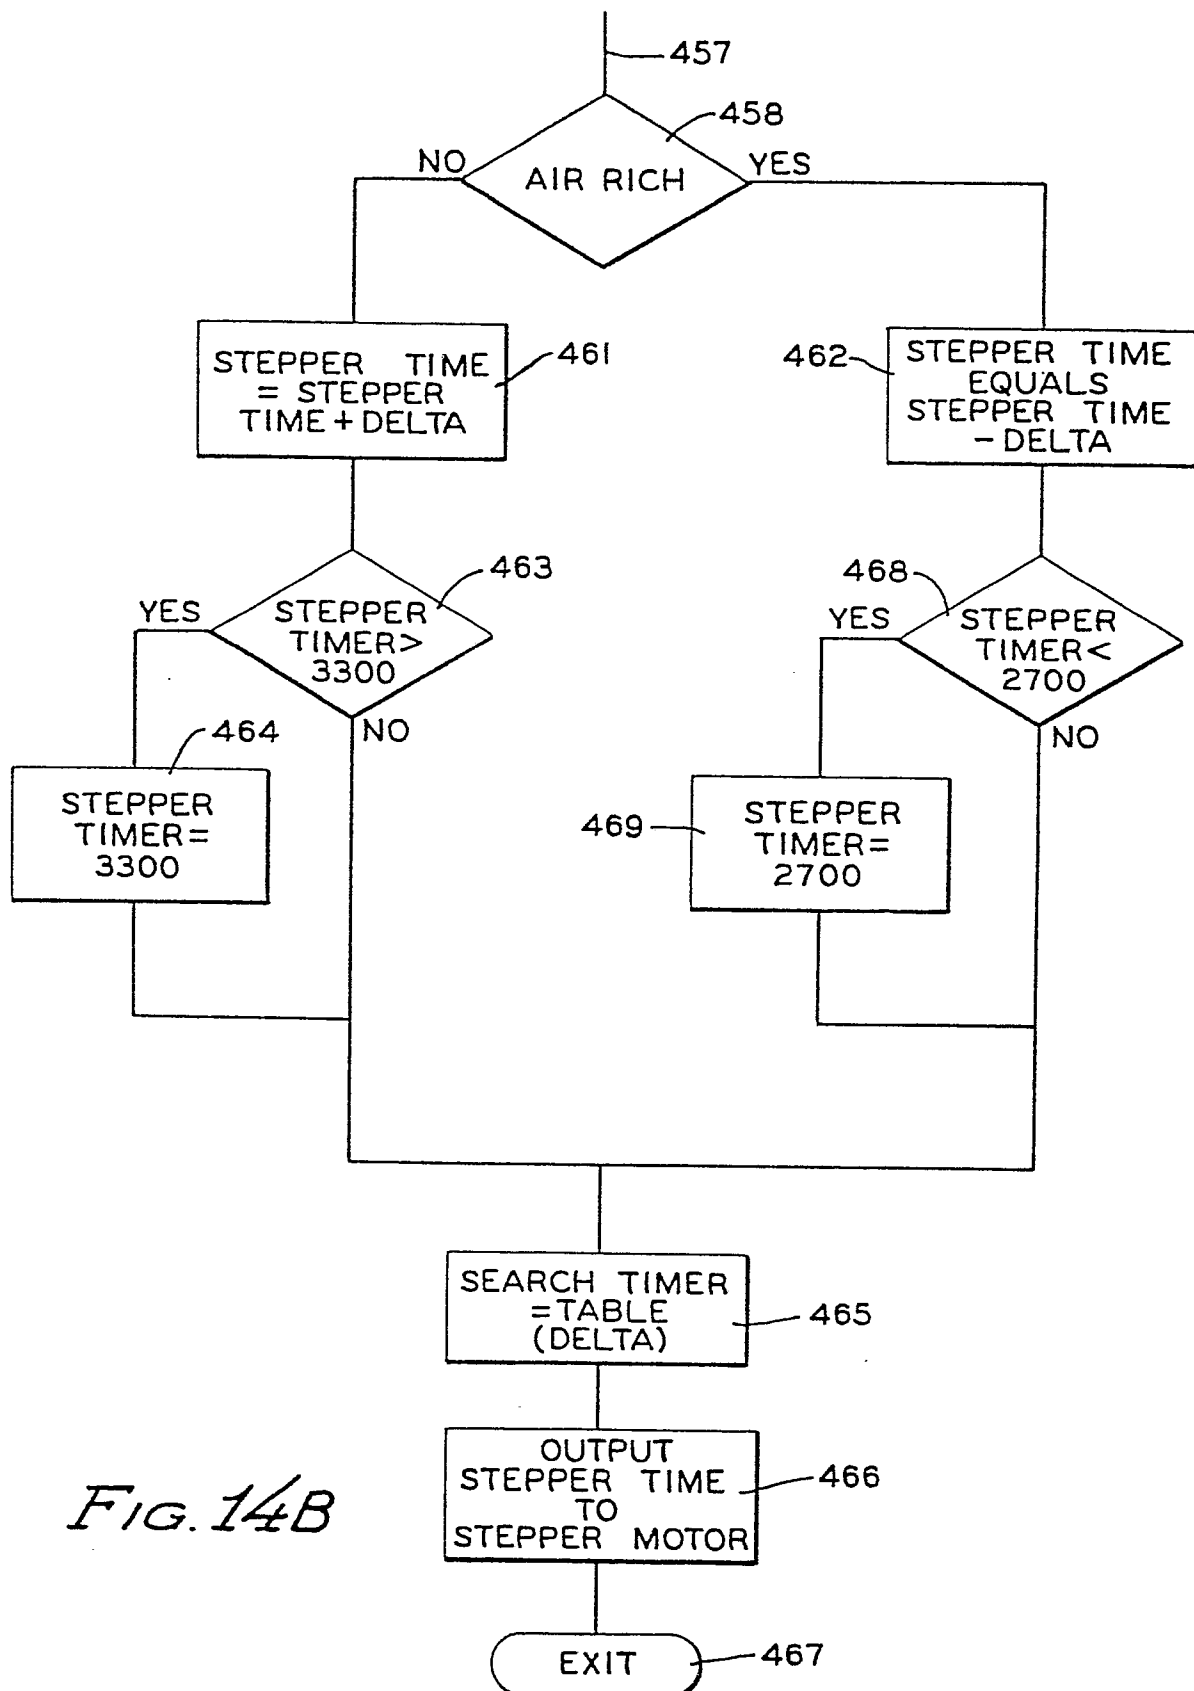 457
458
NO
AIR RICH
YES
STEPPER TIME
= STEPPER
TIME + DELTA
461
462
STEPPER TIME
EQUALS
STEPPER TIME
- DELTA
463
YES
STEPPER
TIMER >
3300
NO
468
YES
STEPPER
TIMER <
2700
NO
464
STEPPER
TIMER =
3300
469
STEPPER
TIMER =
2700
SEARCH TIMER
= TABLE
(DELTA)
465
OUTPUT
STEPPER TIME
TO
STEPPER MOTOR
466
EXIT
467
FIG. 14B